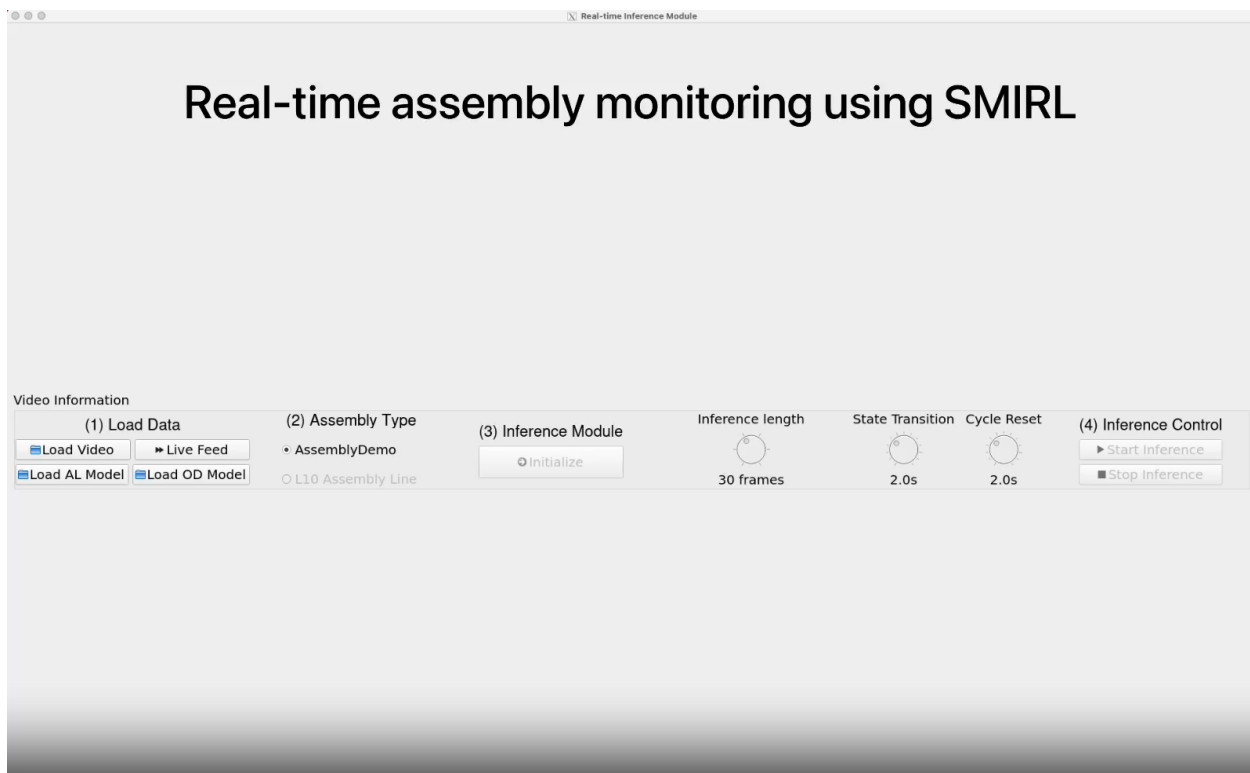 Real-time Inference Module
Real-time assembly monitoring using SMIRL
Video Information
(1) Load Data
Load Video
Live Feed
Load AL Model
Load OD Model
(2) Assembly Type
AssemblyDemo
L10 Assembly Line
(3) Inference Module
Initialize
Inference length
30 frames
State Transition
2.0s
Cycle Reset
2.0s
(4) Inference Control
Start Inference
Stop Inference